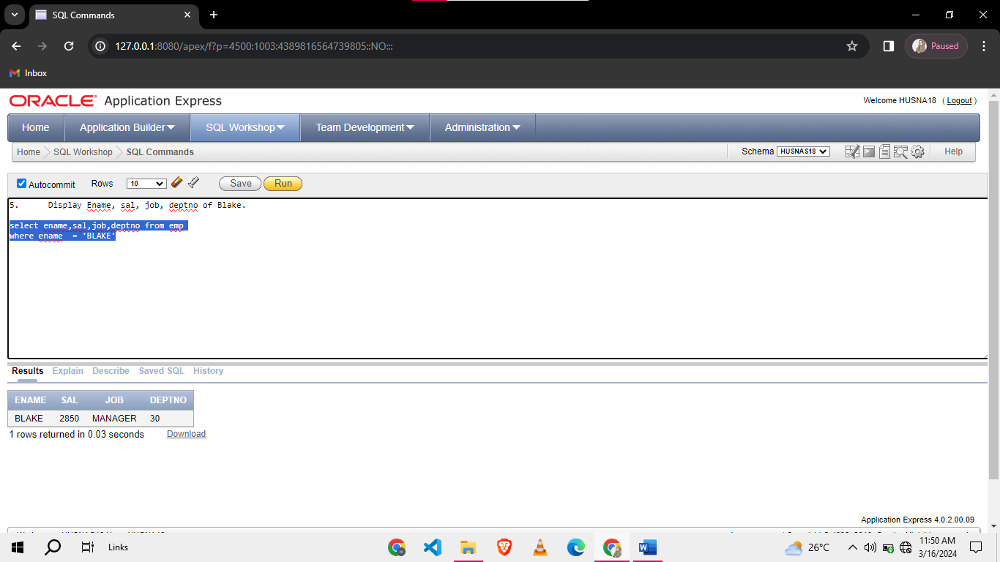 SQL Commands
127.0.0.1:8080/apex/f?p=4500:1003:4389816564739805::NO:::
Paused
Inbox
ORACLE Application Express
Welcome HUSNA18 ( Logout )
Home Application Builder SQL Workshop Team Development Administration
Home SQL Workshop SQL Commands
Schema HUSNAS18 Help
Autocommit Rows 10 Save Run
5. Display Ename, sal, job, deptno of Blake.
select ename,sal,job,deptno from emp
where ename = 'BLAKE'
Results Explain Describe Saved SQL History
ENAME SAL JOB DEPTNO
BLAKE 2850 MANAGER 30
1 rows returned in 0.03 seconds Download
Application Express 4.0.2.00.09
Links
26°C
11:50 AM
3/16/2024